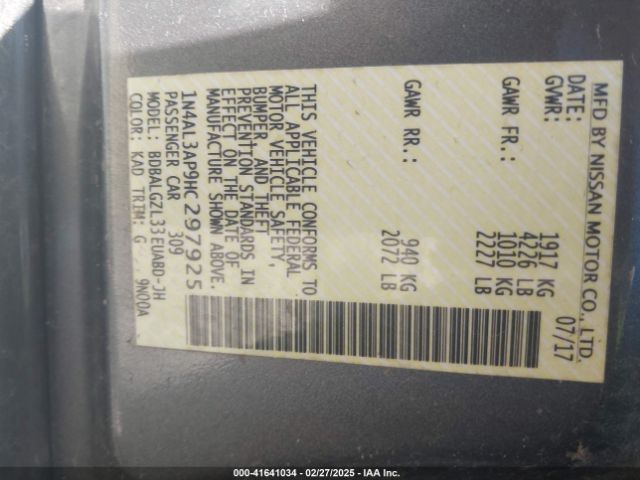 MFD BY NISSAN MOTOR CO., LTD.
DATE: 07/17
GVWR: 1917 KG
4226 LB
GAWR FR.: 1010 KG
2227 LB
GAWR RR.: 940 KG
2072 LB
THIS VEHICLE CONFORMS TO
ALL APPLICABLE FEDERAL
MOTOR VEHICLE SAFETY,
BUMPER, AND THEFT
PREVENTION STANDARDS IN
EFFECT ON THE DATE OF
MANUFACTURE SHOWN ABOVE.
1N4AL3AP9HC297925
PASSENGER CAR 309
MODEL: BDBALGZL33EUABD-JH
COLOR: KAD TRIM: G 9N00A
000-41641034 / 02/27/2025 - IAA Inc.